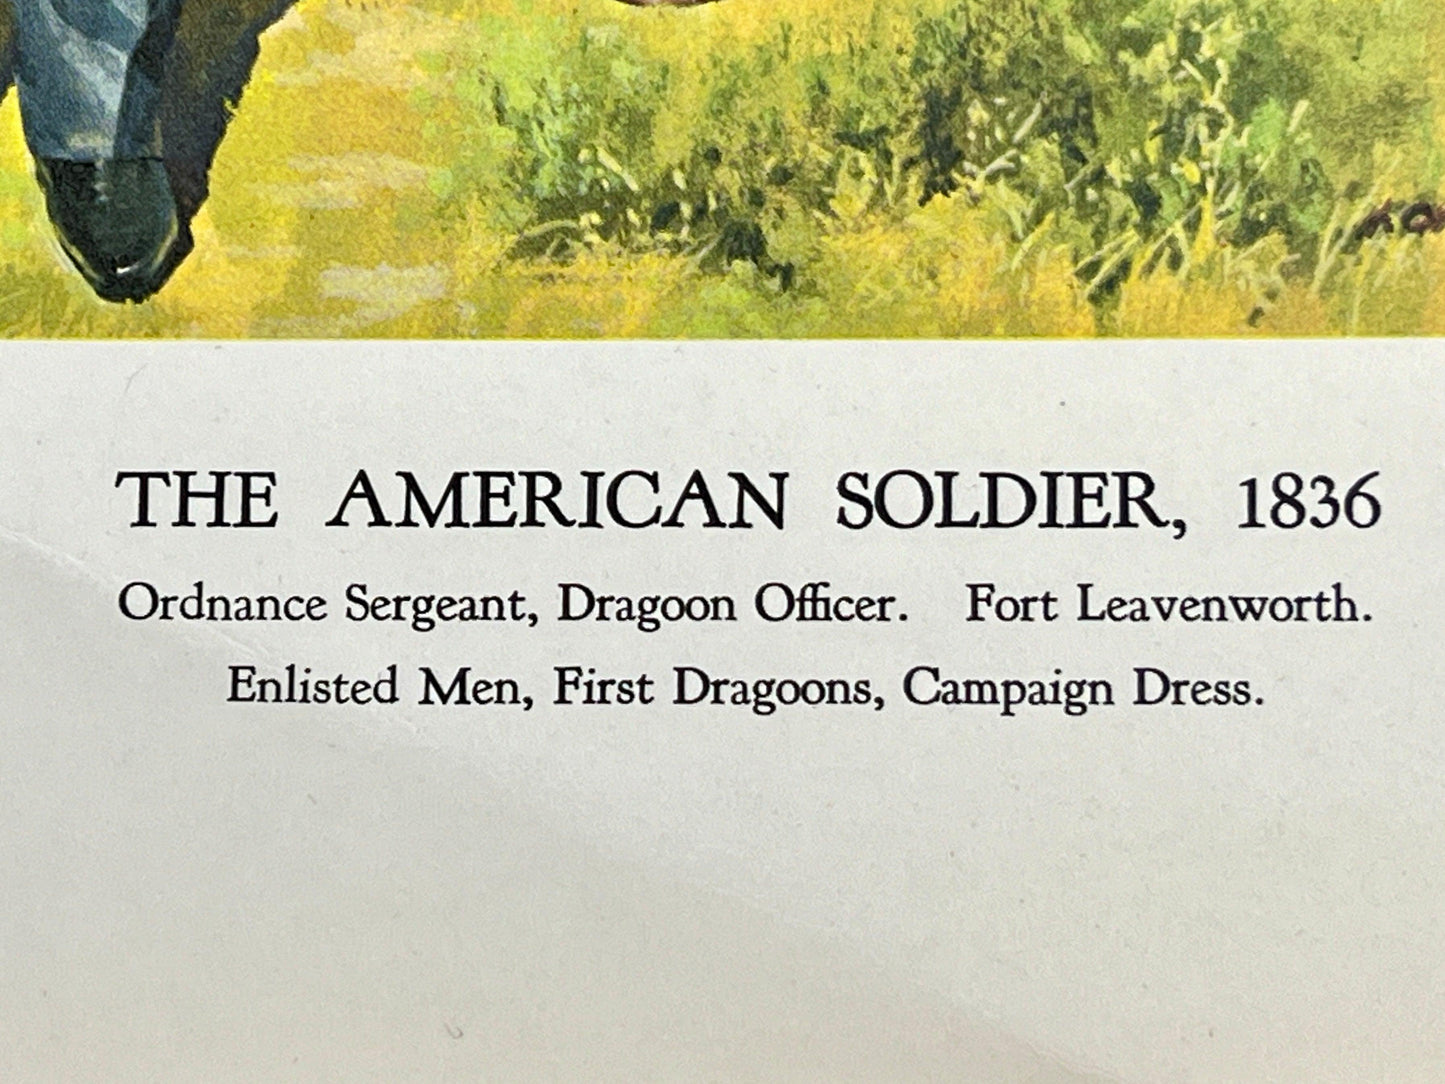 THE AMERICAN SOLDIER, 1836
Ordnance Sergeant, Dragoon Officer. Fort Leavenworth.
Enlisted Men, First Dragoons, Campaign Dress.